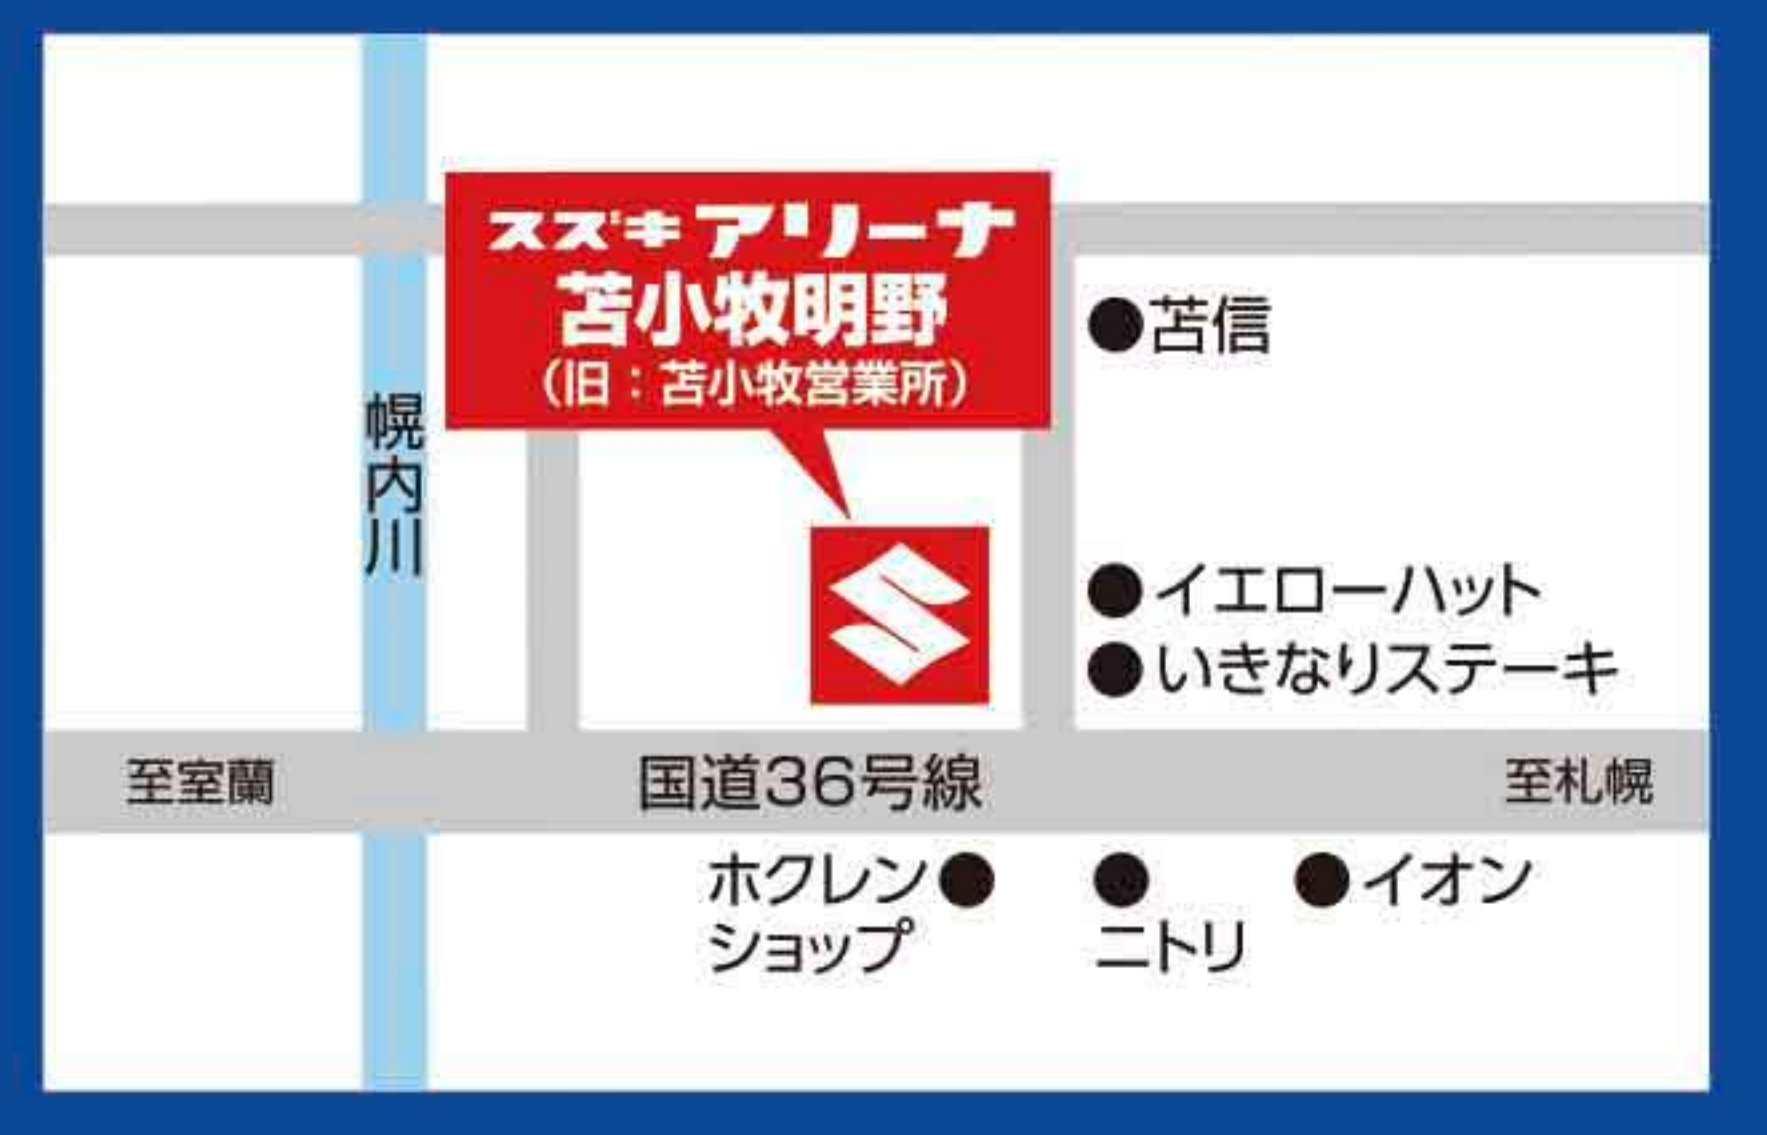 スズキアリーナ
苫小牧明野
（旧：苫小牧営業所）
苫信
幌内川
イエローハット
いきなりステーキ
至室蘭
国道36号線
至札幌
ホクレン
ショップ
ニトリ
イオン